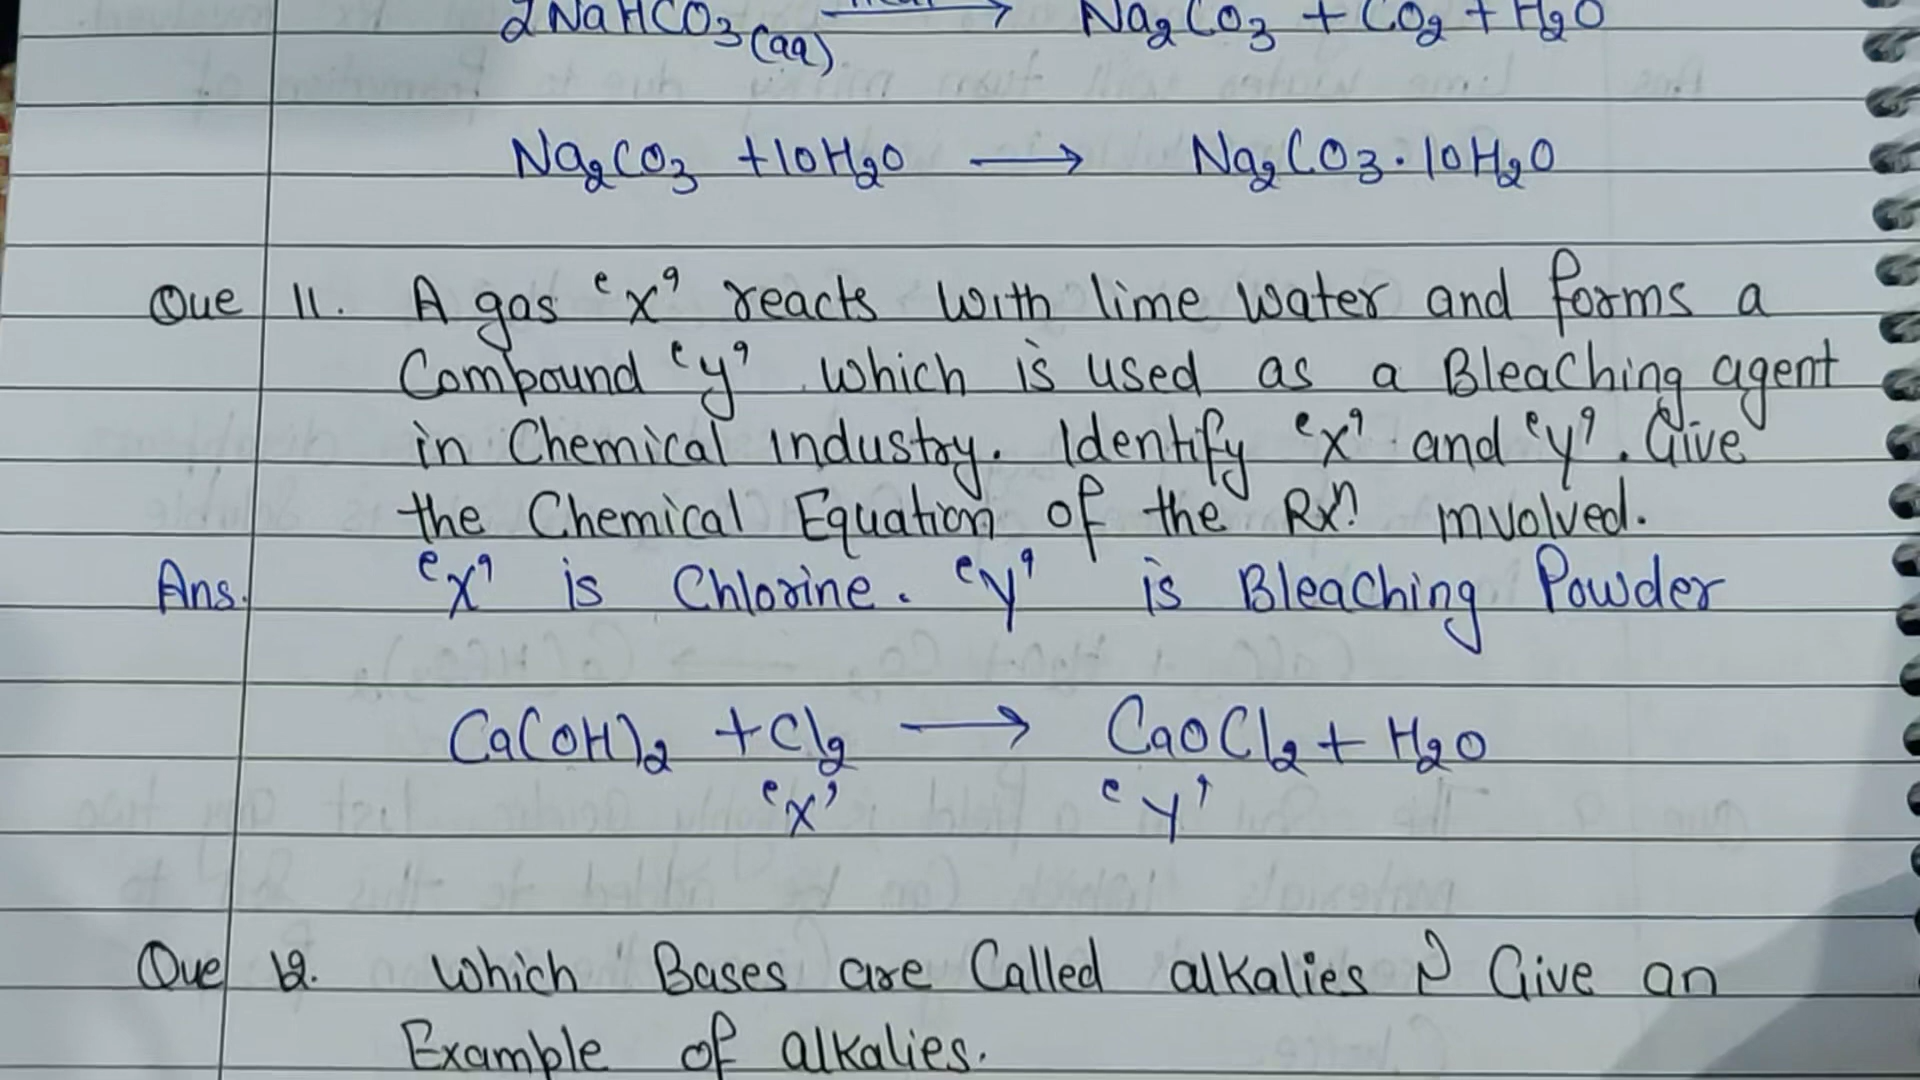 2NaHCO3(aq) ⟶ Na2CO3 + CO2 + H2O
Na2CO3 +10H2O ⟶ Na2CO3·10H2O
Que 11. A gas 'x' reacts with lime water and forms a
Compound 'y' which is used as a Bleaching agent
in Chemical industry. Identify 'x' and 'y'. Give
the Chemical Equation of the Rxn. involved.
Ans. 'x' is Chlorine. 'y' is Bleaching Powder
Ca(OH)2 + Cl2 ⟶ CaOCl2 + H2O
'x' 'y'
Que 12. Which Bases are Called alkalies ? Give an
Example of alkalies.